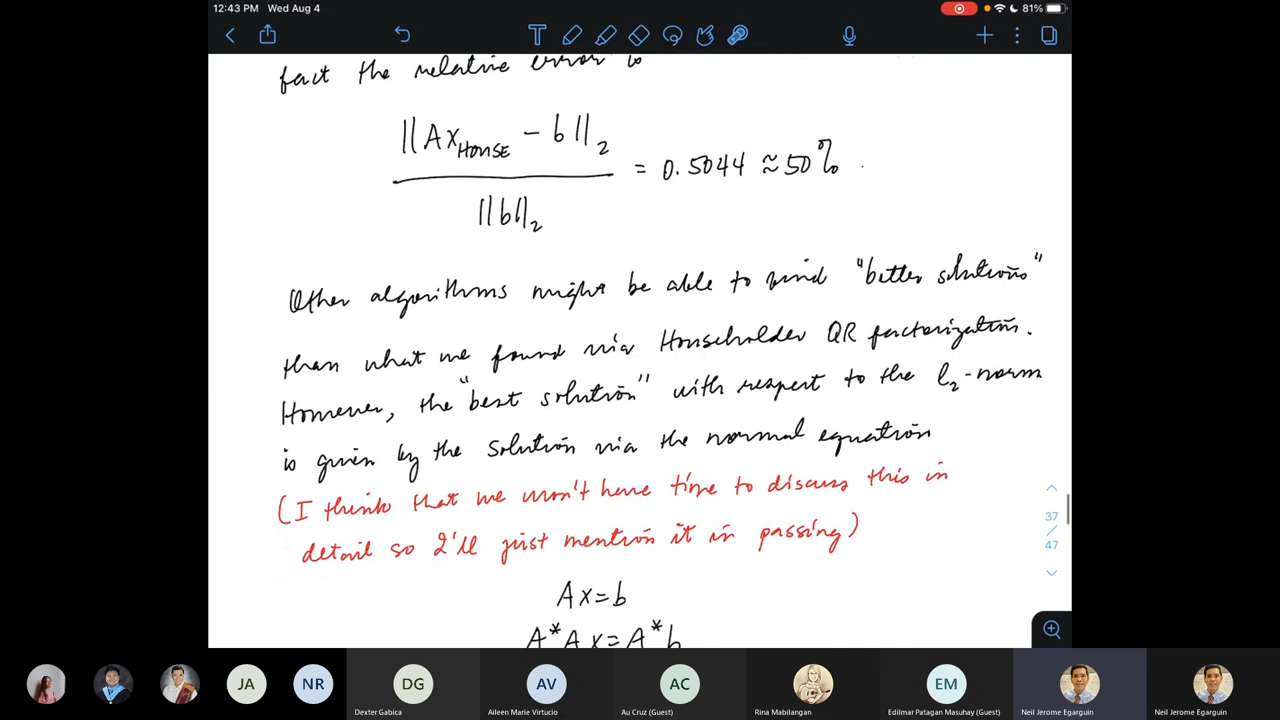 12:43 PM Wed Aug 4
81%
fact the relative error is
||Ax_HOUSE - b||_2
= 0.5044 ≈ 50%.
||b||_2
Other algorithms might be able to find "better solutions"
than what we found via Householder QR factorization.
However, the "best solution" with respect to the l_2-norm
is given by the solution via the normal equation
(I think that we won't have time to discuss this in
detail so I'll just mention it in passing)
37
/
47
Ax=b
A*Ax=A*b
JA NR DG AV AC EM
Dexter Gabica Aileen Marie Virtucio Au Cruz (Guest) Rina Mabilangan Edilmar Patagan Masuhay (Guest) Neil Jerome Egarguin Neil Jerome Egarguin